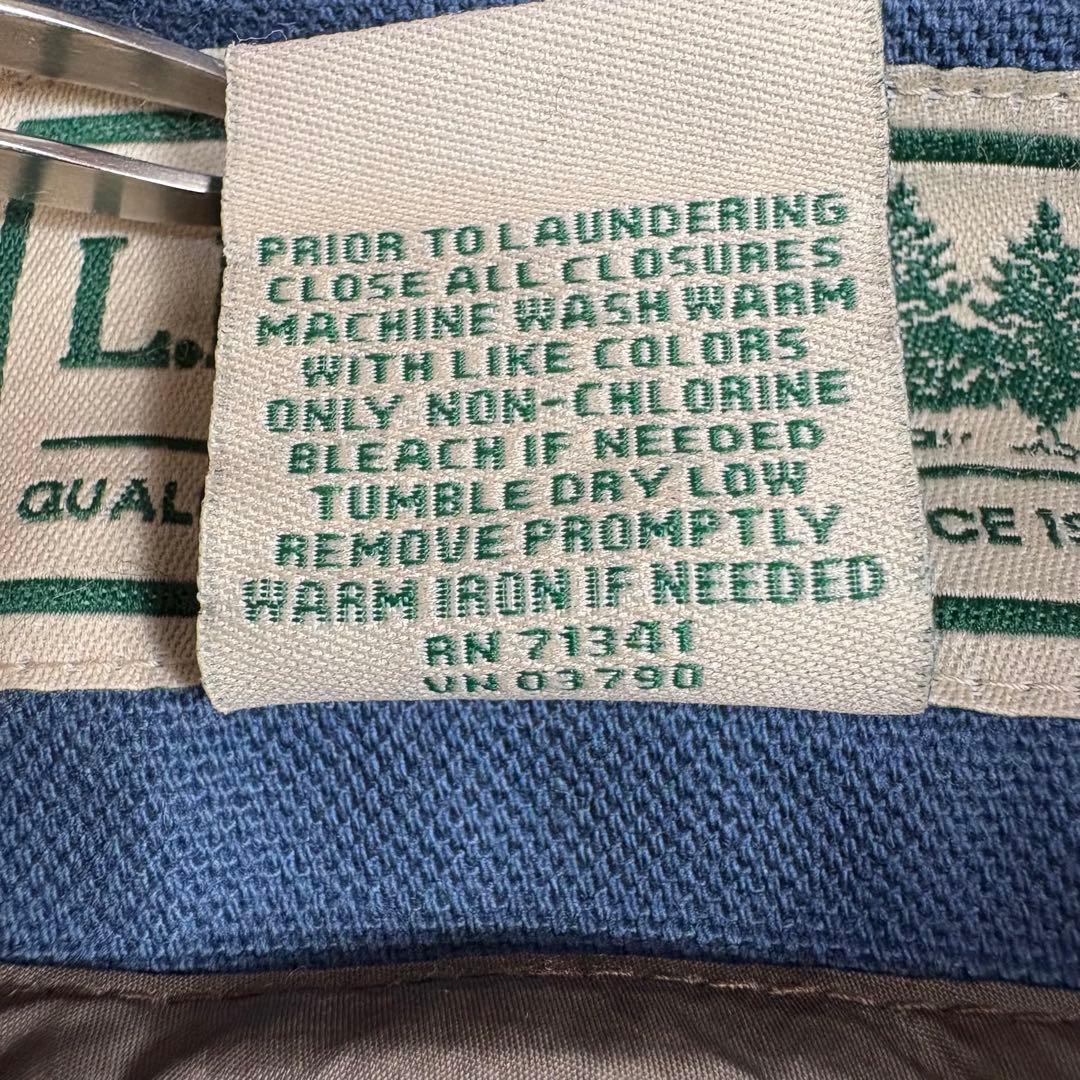 PRIOR TO LAUNDERING
CLOSE ALL CLOSURES
MACHINE WASH WARM
WITH LIKE COLORS
ONLY NON-CHLORINE
BLEACH IF NEEDED
TUMBLE DRY LOW
REMOVE PROMPTLY
WARM IRON IF NEEDED
RN 71341
VN 03790
L.
QUAL
CE 19